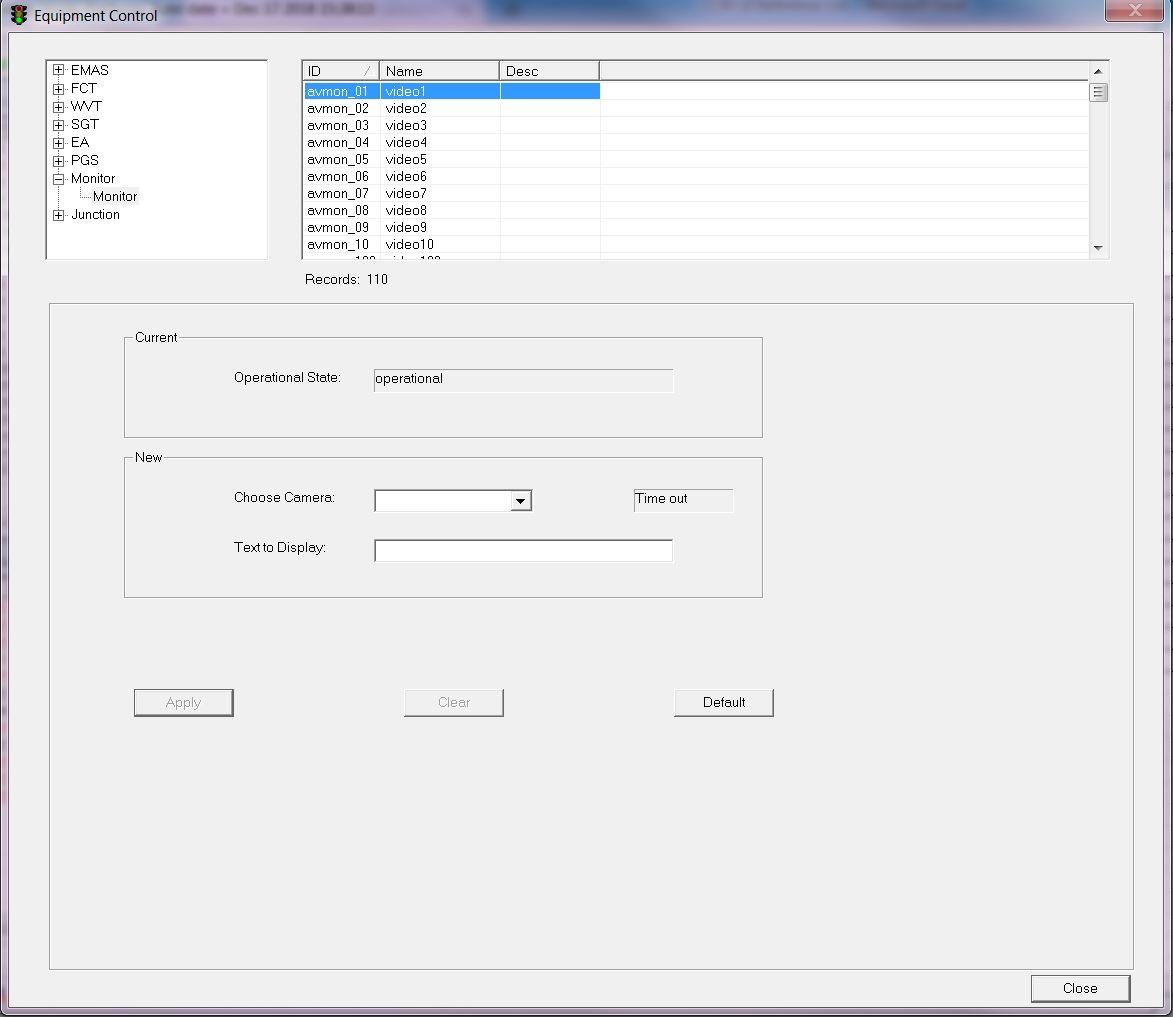 Equipment Control
EMAS
FCT
WVT
SGT
EA
PGS
Monitor
Monitor
Junction
ID Name Desc
avmon_01 video1
avmon_02 video2
avmon_03 video3
avmon_04 video4
avmon_05 video5
avmon_06 video6
avmon_07 video7
avmon_08 video8
avmon_09 video9
avmon_10 video10
Records: 110
Current
Operational State: operational
New
Choose Camera: Time out
Text to Display:
Apply Clear Default
Close